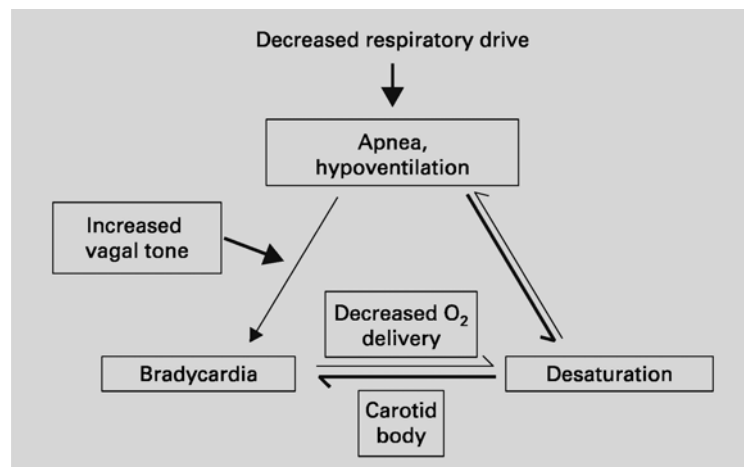 Decreased respiratory drive
Apnea,
hypoventilation
Increased
vagal tone
Decreased O₂
delivery
Bradycardia
Desaturation
Carotid
body